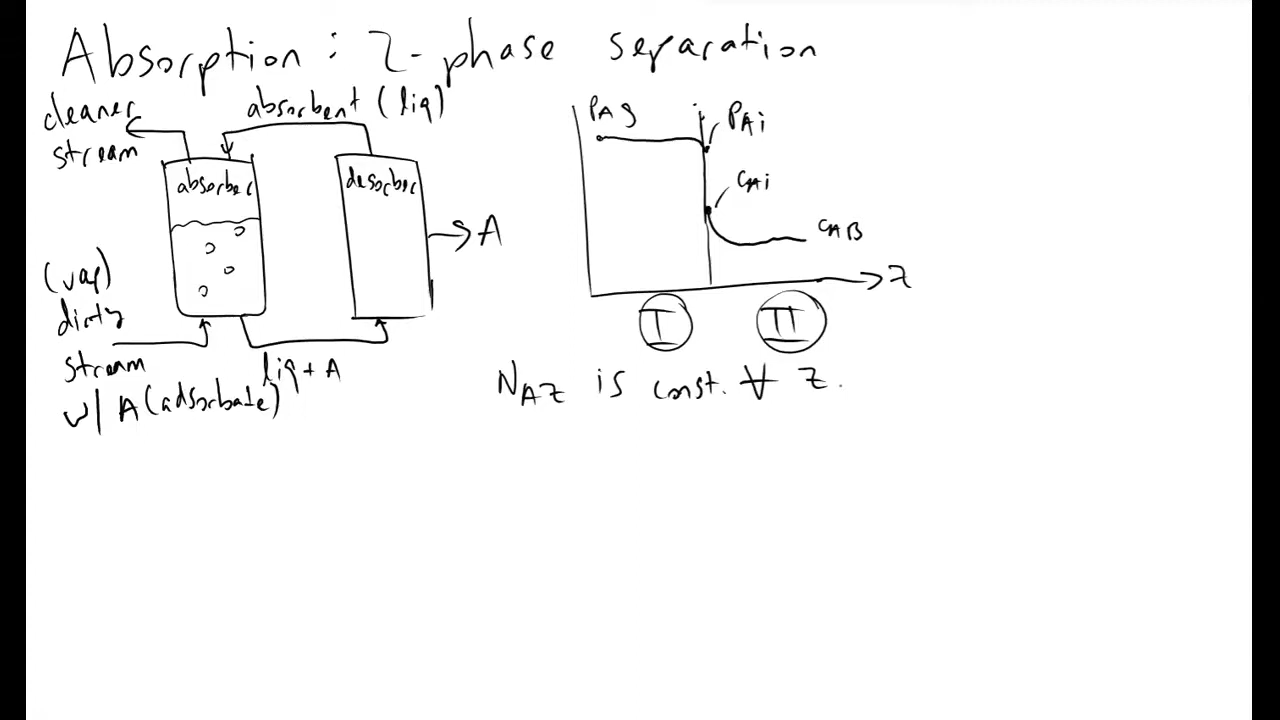 Absorption: 2-phase separation
cleaner
stream
absorbent (liq)
absorber
desorber
A
(vap)
dirty
stream
w/ A (adsorbate)
liq + A
PAg
i
PAi
CAi
CAB
z
I
II
NAZ is const. ∀ z.